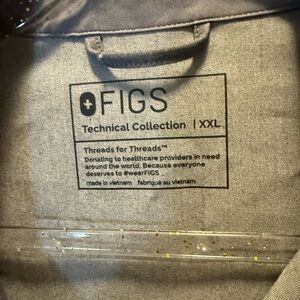 FIGS
Technical Collection | XXL
Threads for Threads™
Donating to healthcare providers in need
around the world. Because everyone
deserves to #wearFIGS.
made in vietnam fabriqué au vietnam